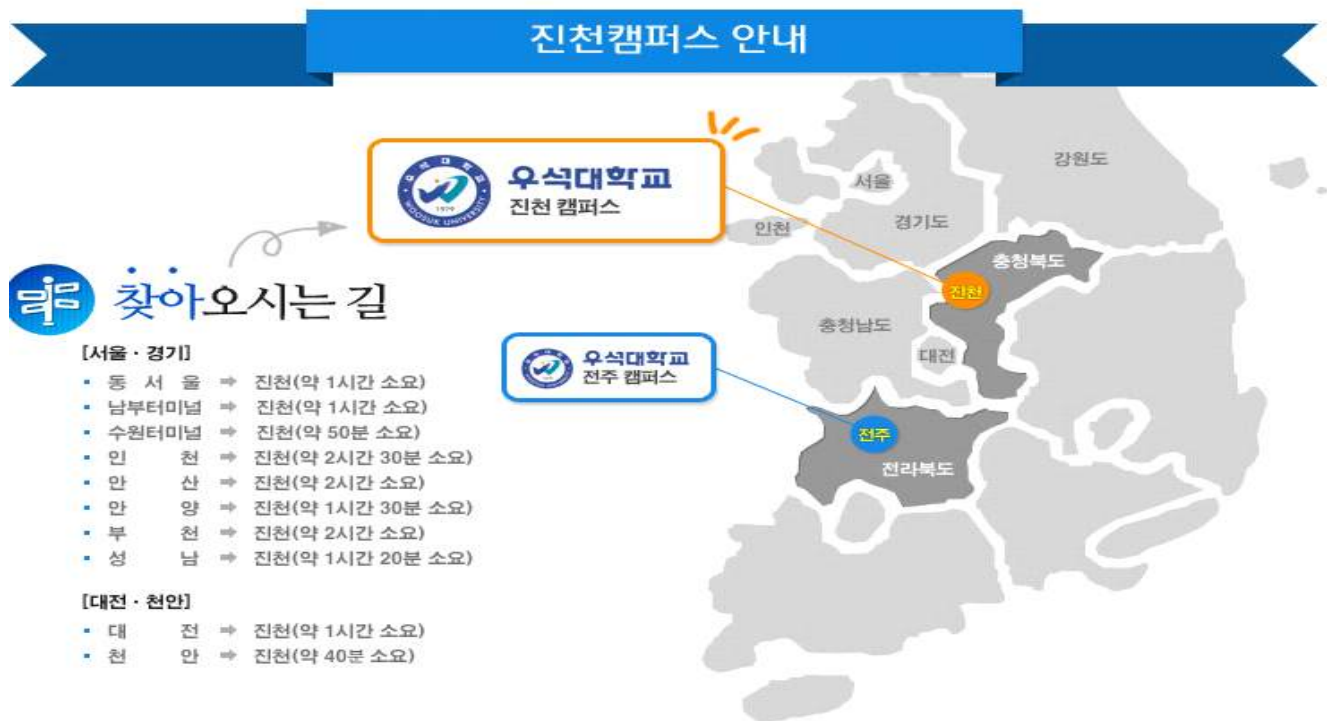 진천캠퍼스 안내
우석대학교
진천 캠퍼스
우석대학교
WOOSUK UNIVERSITY
1979
강원도
서울
경기도
인천
충청북도
진천
충청남도
대전
우석대학교
전주 캠퍼스
전주
전라북도
찾아오시는 길
[서울 · 경기]
동 서 울 ⇒ 진천(약 1시간 소요)
남부터미널 ⇒ 진천(약 1시간 소요)
수원터미널 ⇒ 진천(약 50분 소요)
인 천 ⇒ 진천(약 2시간 30분 소요)
안 산 ⇒ 진천(약 2시간 소요)
안 양 ⇒ 진천(약 1시간 30분 소요)
부 천 ⇒ 진천(약 2시간 소요)
성 남 ⇒ 진천(약 1시간 20분 소요)
[대전 · 천안]
대 전 ⇒ 진천(약 1시간 소요)
천 안 ⇒ 진천(약 40분 소요)